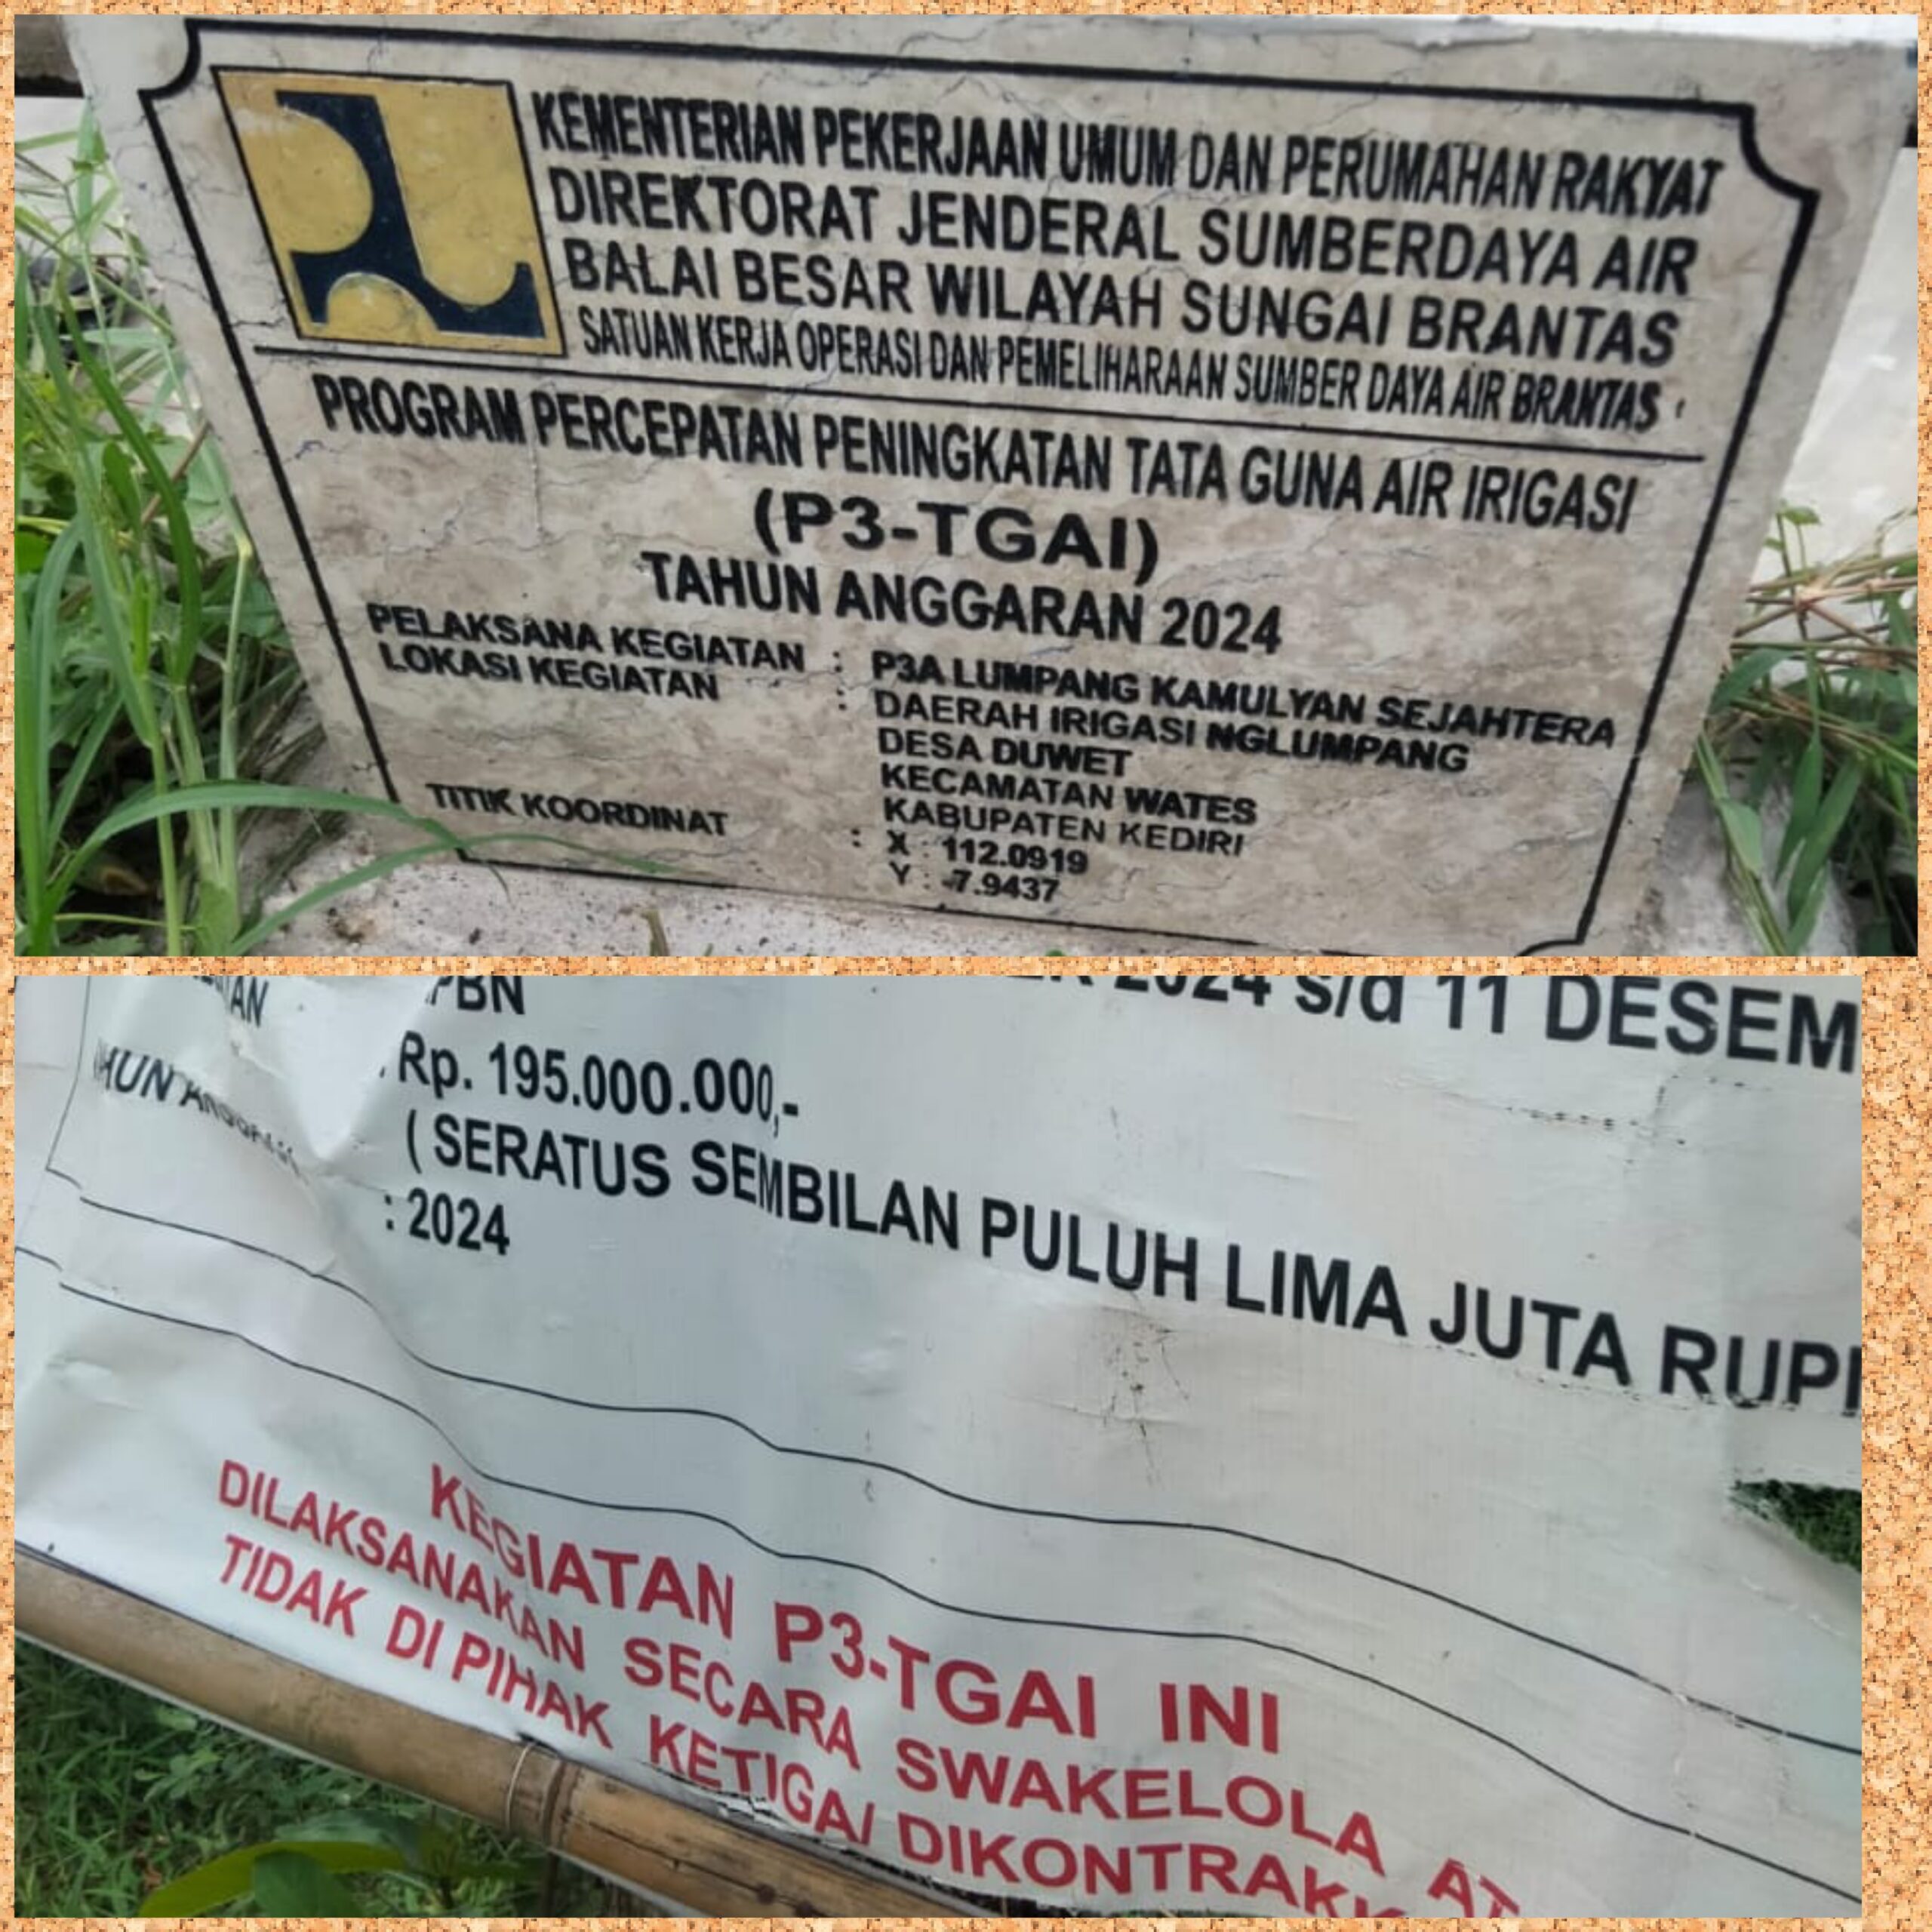 KEMENTERIAN PEKERJAAN UMUM DAN PERUMAHAN RAKYAT
DIREKTORAT JENDERAL SUMBERDAYA AIR
BALAI BESAR WILAYAH SUNGAI BRANTAS
SATUAN KERJA OPERASI DAN PEMELIHARAAN SUMBER DAYA AIR BRANTAS
PROGRAM PERCEPATAN PENINGKATAN TATA GUNA AIR IRIGASI
(P3-TGAI)
TAHUN ANGGARAN 2024
PELAKSANA KEGIATAN : P3A LUMPANG KAMULYAN SEJAHTERA
LOKASI KEGIATAN : DAERAH IRIGASI NGLUMPANG
DESA DUWET
KECAMATAN WATES
KABUPATEN KEDIRI
TITIK KOORDINAT : X : 112.0919
Y : -7.9437
2024 s/d 11 DESEM
PBN
Rp. 195.000.000,-
( SERATUS SEMBILAN PULUH LIMA JUTA RUPI
: 2024
KEGIATAN P3-TGAI INI
DILAKSANAKAN SECARA SWAKELOLA AT
TIDAK DI PIHAK KETIGA/ DIKONTRAKK